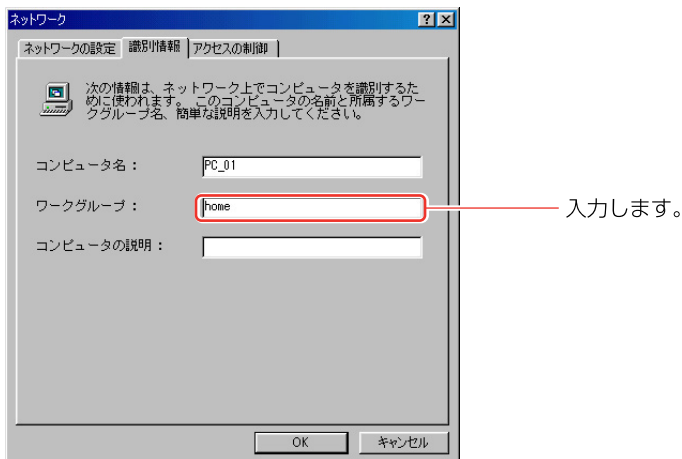 ネットワーク
ネットワークの設定 識別情報 アクセスの制御
次の情報は、ネットワーク上でコンピュータを識別するた
めに使われます。 このコンピュータの名前と所属するワー
クグループ名、簡単な説明を入力してください。
コンピュータ名：
PC_01
ワークグループ：
home
入力します。
コンピュータの説明：
OK キャンセル